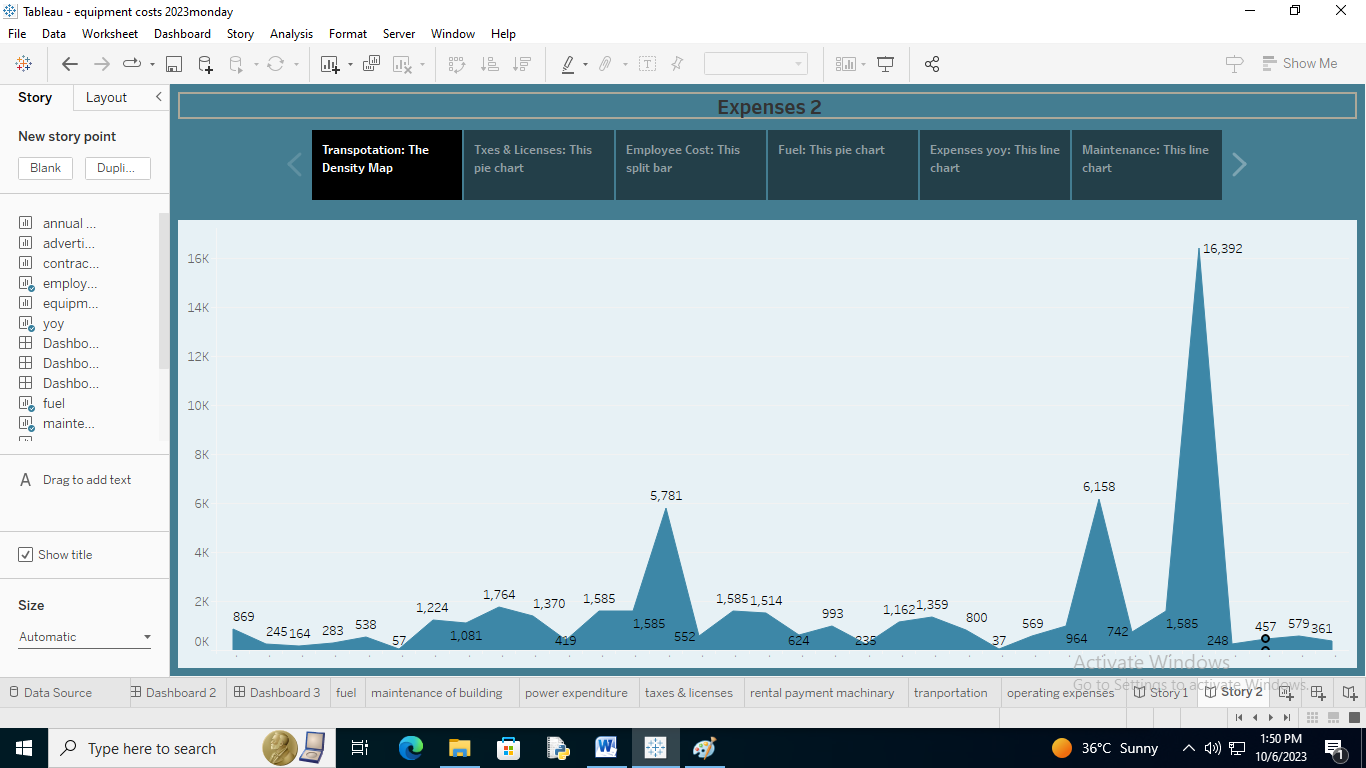 Tableau - equipment costs 2023monday
File Data Worksheet Dashboard Story Analysis Format Server Window Help
Show Me
Story Layout
New story point
Blank Dupli...
annual ...
adverti...
contrac...
employ...
equipm...
yoy
Dashbo...
Dashbo...
Dashbo...
fuel
mainte...
A Drag to add text
Show title
Size
Automatic
Expenses 2
Transpotation: The
Density Map
Txes & Licenses: This
pie chart
Employee Cost: This
split bar
Fuel: This pie chart
Expenses yoy: This line
chart
Maintenance: This line
chart
16K
14K
12K
10K
8K
6K
4K
2K
0K
869
245
164
283
538
57
1,224
1,081
1,764
1,370
419
1,585
1,585
5,781
552
1,585
1,514
624
993
235
1,162
1,359
800
37
569
964
6,158
742
1,585
16,392
248
457
579
361
Activate Windows
Go to Settings to activate Windows.
Data Source Dashboard 2 Dashboard 3 fuel maintenance of building power expenditure taxes & licenses rental payment machinary tranportation operating expenses Story 1 Story 2
Type here to search
36°C Sunny
1:50 PM
10/6/2023
1